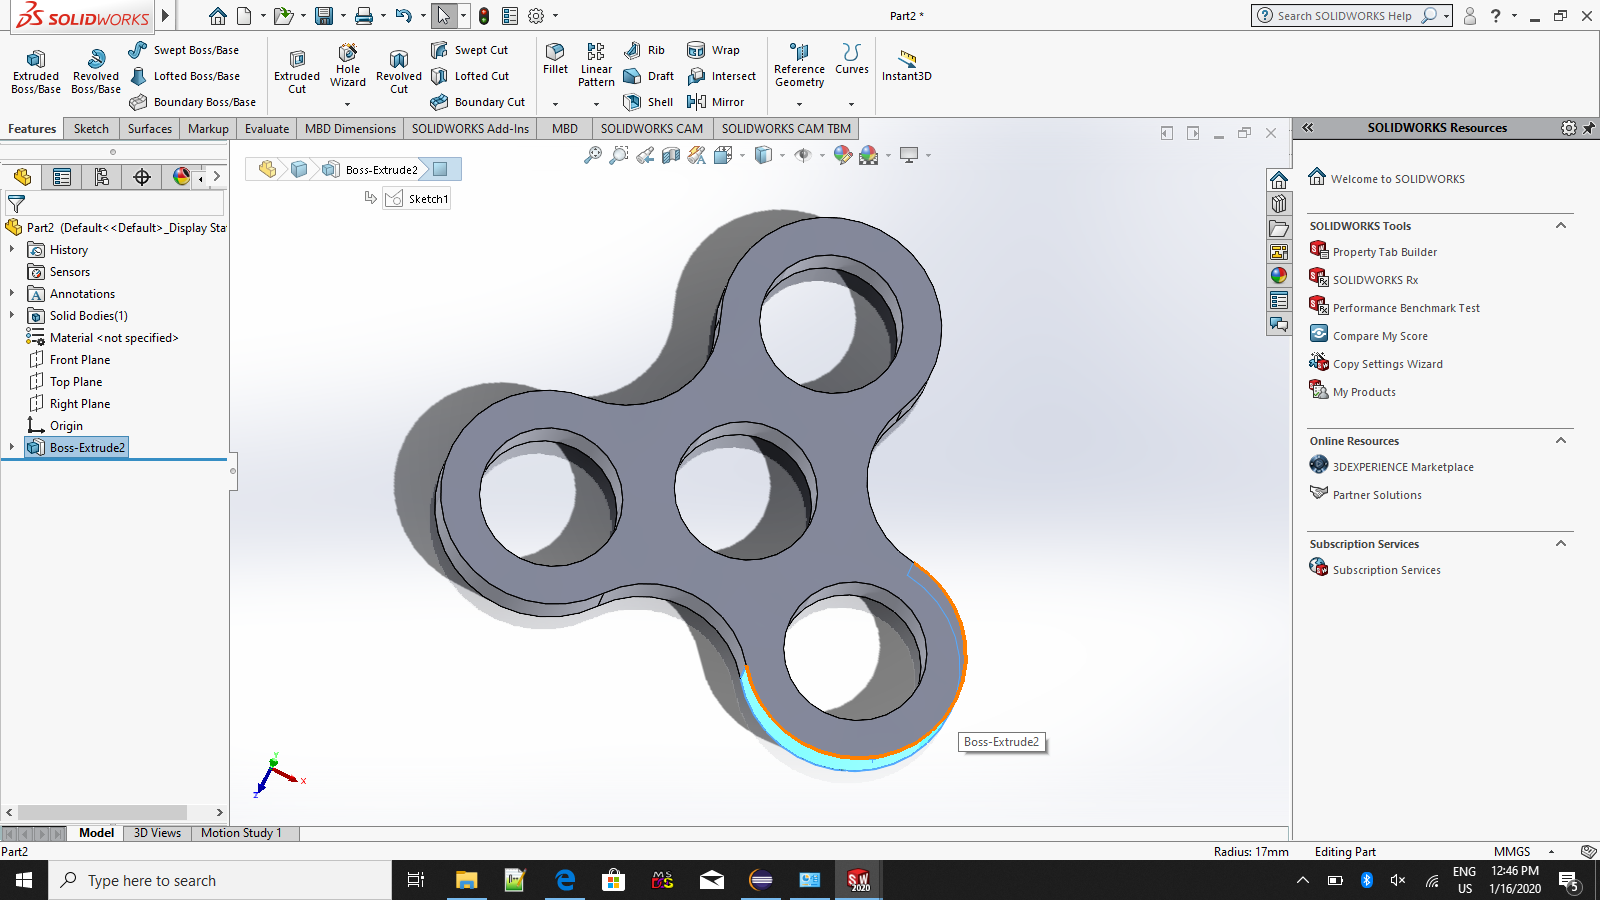 SOLIDWORKS
Part2 *
Search SOLIDWORKS Help
?
Extruded Boss/Base
Revolved Boss/Base
Swept Boss/Base
Lofted Boss/Base
Boundary Boss/Base
Extruded Cut
Hole Wizard
Revolved Cut
Swept Cut
Lofted Cut
Boundary Cut
Fillet
Linear Pattern
Rib
Draft
Shell
Wrap
Intersect
Mirror
Reference Geometry
Curves
Instant3D
Features
Sketch
Surfaces
Markup
Evaluate
MBD Dimensions
SOLIDWORKS Add-Ins
MBD
SOLIDWORKS CAM
SOLIDWORKS CAM TBM
Part2 (Default<<Default>_Display Sta
History
Sensors
Annotations
Solid Bodies(1)
Material <not specified>
Front Plane
Top Plane
Right Plane
Origin
Boss-Extrude2
Boss-Extrude2
Sketch1
Boss-Extrude2
Y
X
Z
SOLIDWORKS Resources
Welcome to SOLIDWORKS
SOLIDWORKS Tools
Property Tab Builder
SOLIDWORKS Rx
Performance Benchmark Test
Compare My Score
Copy Settings Wizard
My Products
Online Resources
3DEXPERIENCE Marketplace
Partner Solutions
Subscription Services
Subscription Services
Model
3D Views
Motion Study 1
Part2
Radius: 17mm
Editing Part
MMGS
Type here to search
SW 2020
ENG
US
12:46 PM
1/16/2020
5